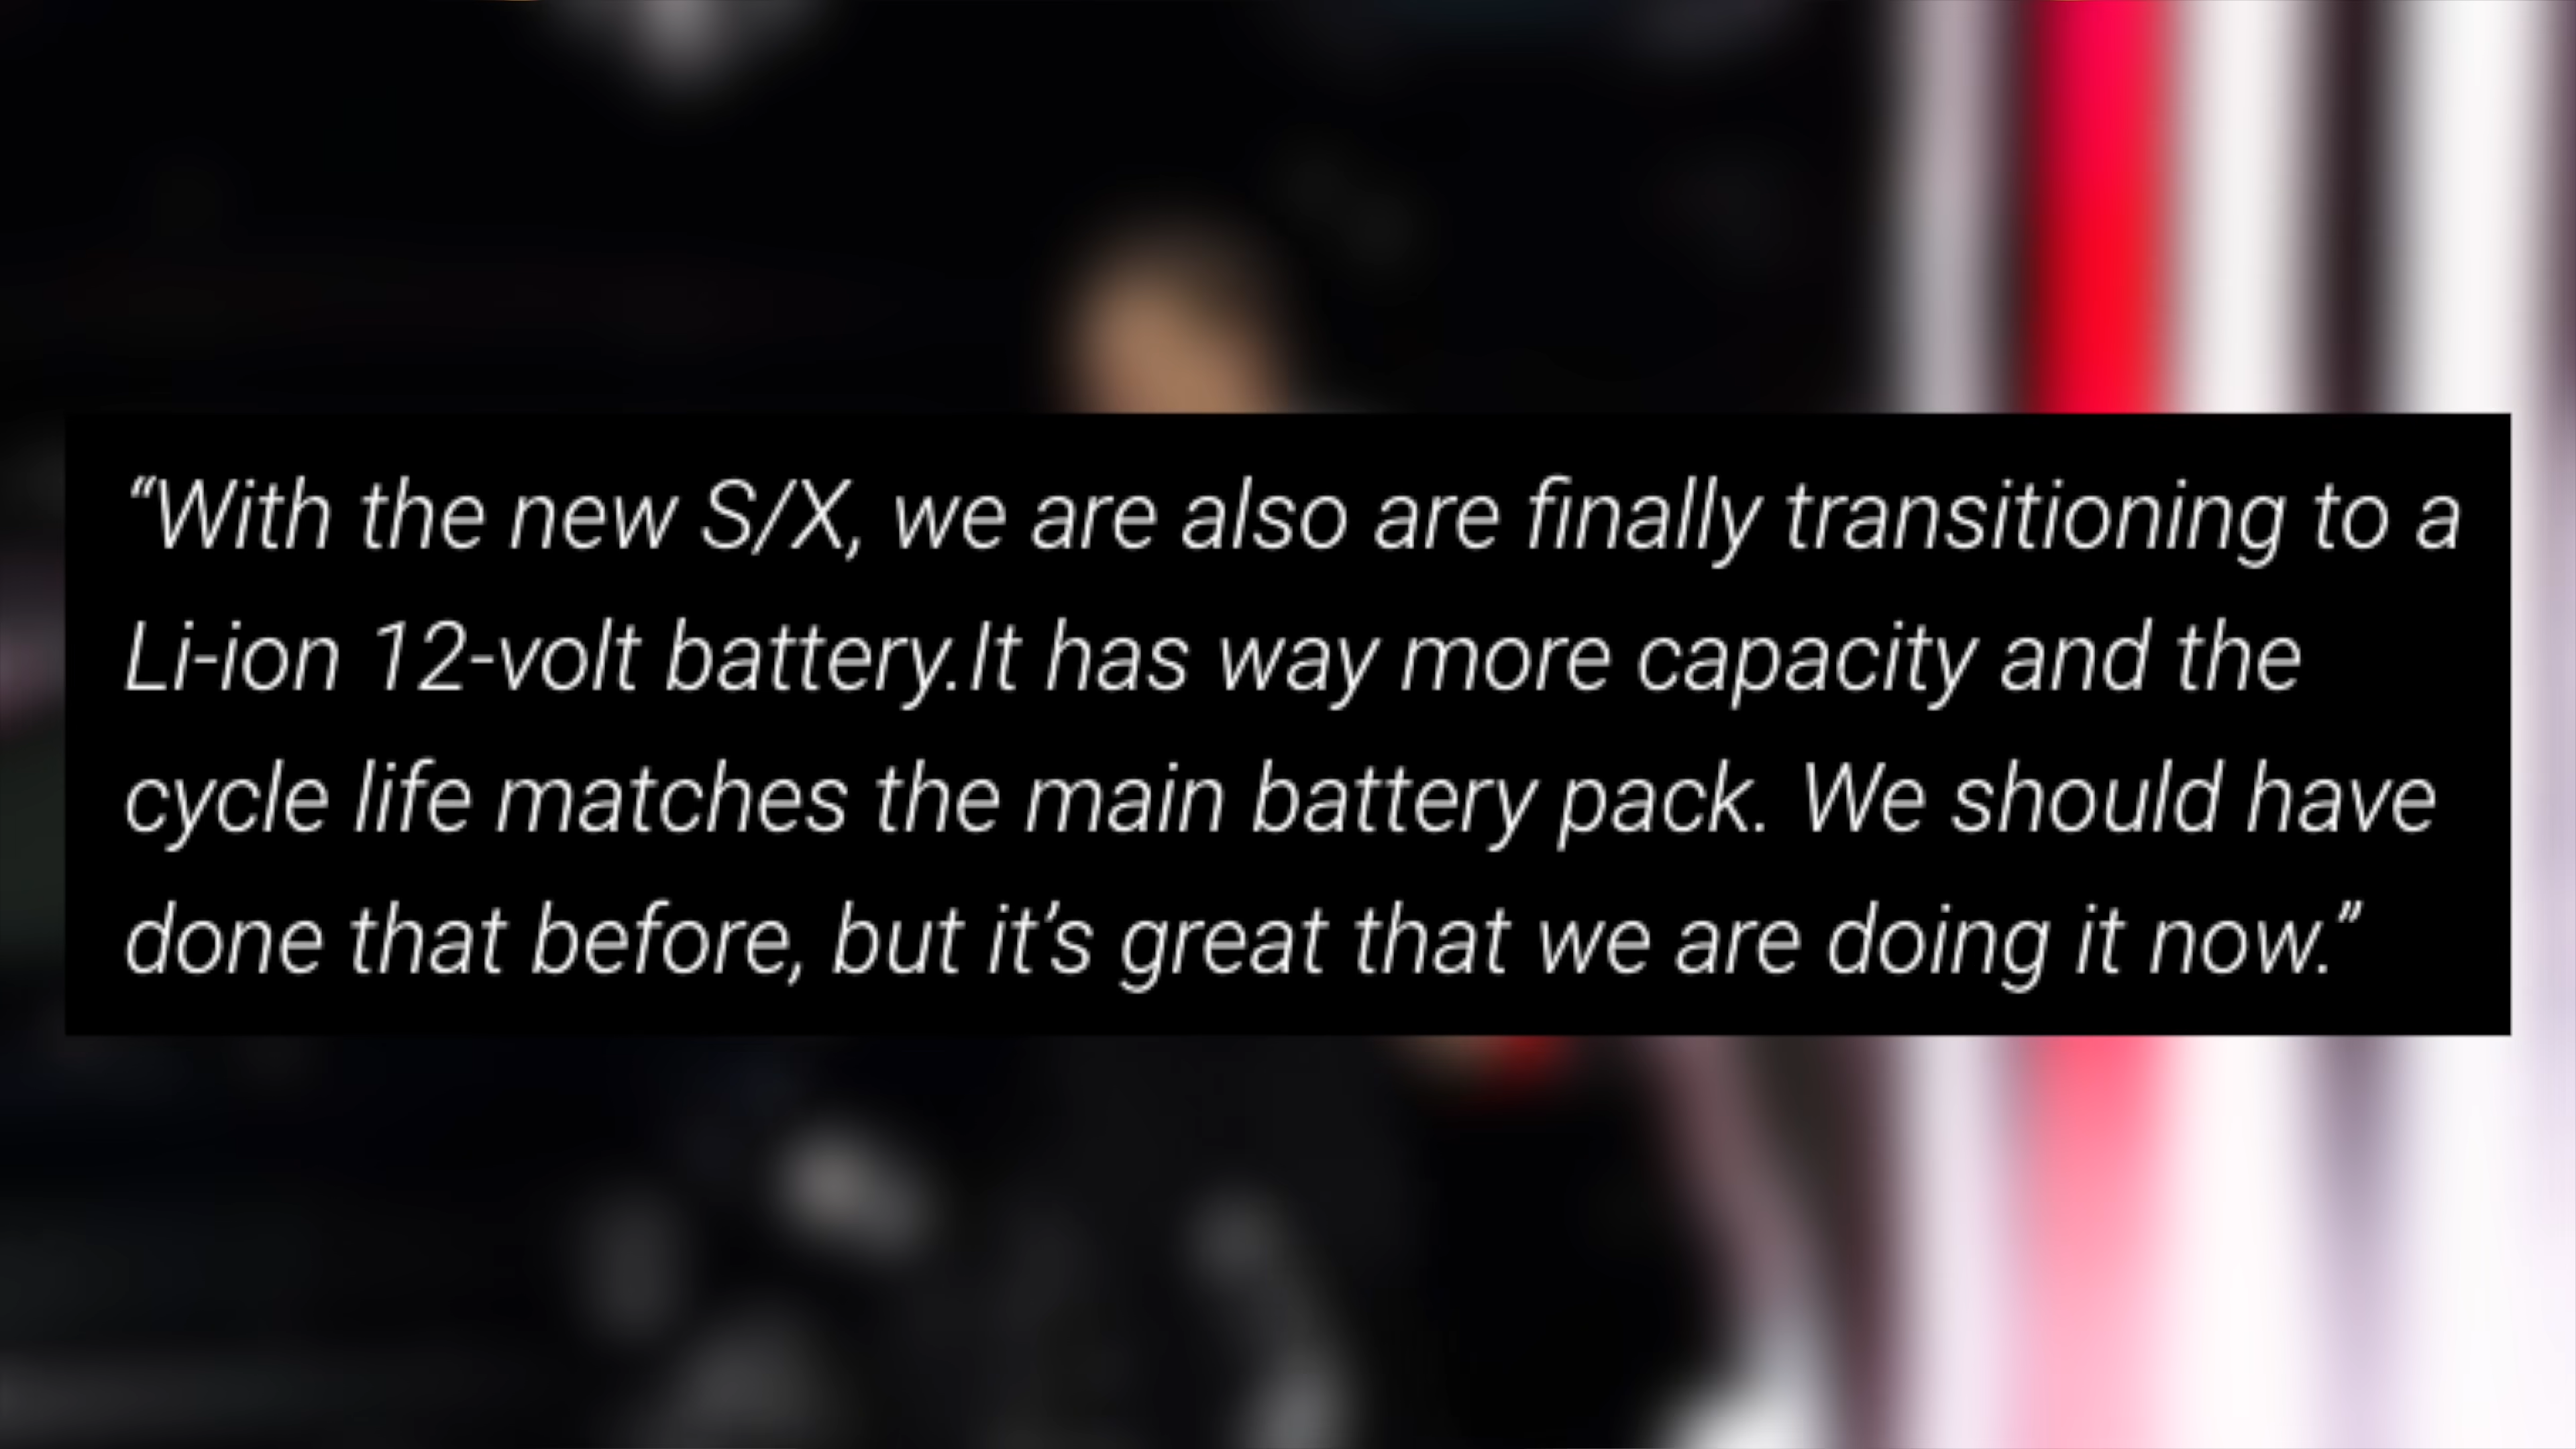 “With the new S/X, we are also are finally transitioning to a
Li-ion 12-volt battery.It has way more capacity and the
cycle life matches the main battery pack. We should have
done that before, but it’s great that we are doing it now.”